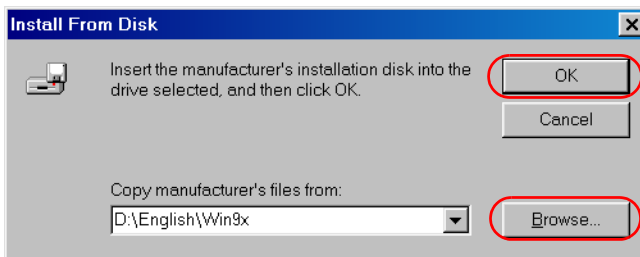 Install From Disk
Insert the manufacturer's installation disk into the
drive selected, and then click OK.
OK
Cancel
Copy manufacturer's files from:
D:\English\Win9x
Browse...